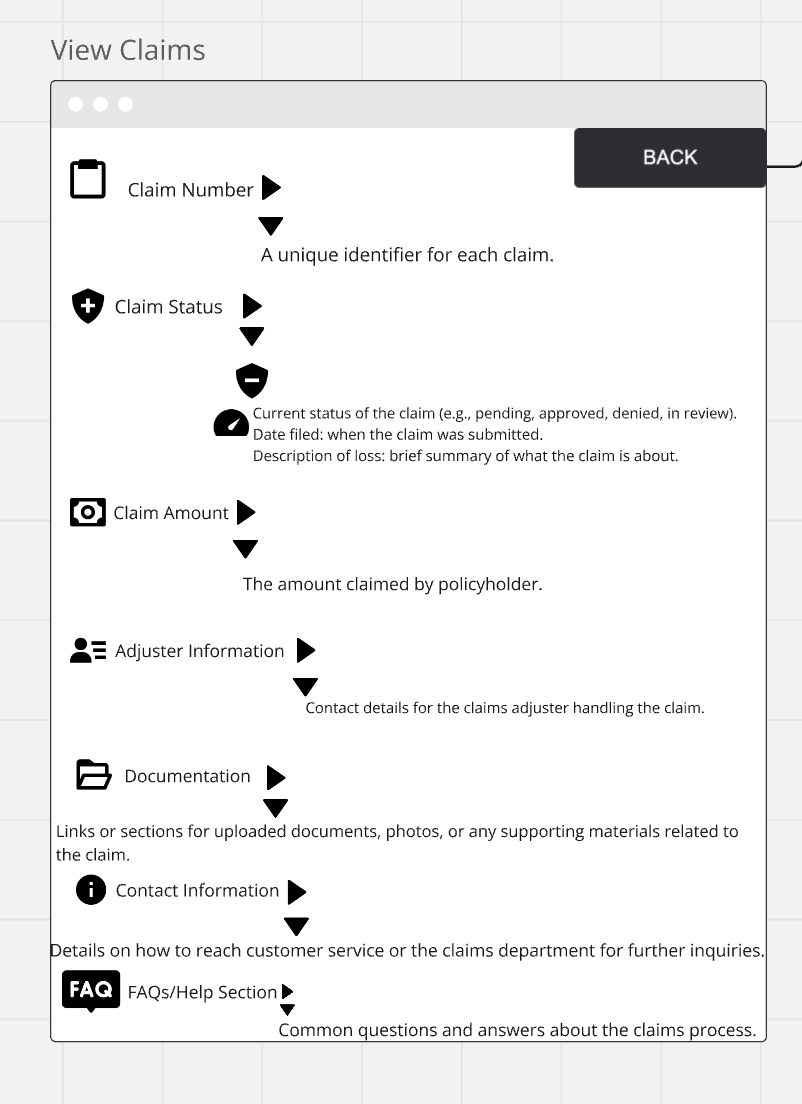 View Claims
BACK
Claim Number
A unique identifier for each claim.
Claim Status
Current status of the claim (e.g., pending, approved, denied, in review).
Date filed: when the claim was submitted.
Description of loss: brief summary of what the claim is about.
Claim Amount
The amount claimed by policyholder.
Adjuster Information
Contact details for the claims adjuster handling the claim.
Documentation
Links or sections for uploaded documents, photos, or any supporting materials related to
the claim.
Contact Information
Details on how to reach customer service or the claims department for further inquiries.
FAQ FAQs/Help Section
Common questions and answers about the claims process.